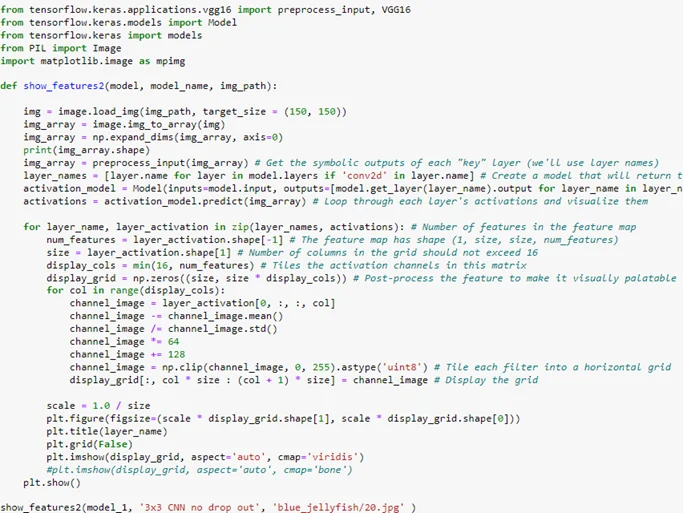 from tensorflow.keras.applications.vgg16 import preprocess_input, VGG16
from tensorflow.keras.models import Model
from tensorflow.keras import models
from PIL import Image
import matplotlib.image as mpimg
def show_features2(model, model_name, img_path):
img = image.load_img(img_path, target_size = (150, 150))
img_array = image.img_to_array(img)
img_array = np.expand_dims(img_array, axis=0)
print(img_array.shape)
img_array = preprocess_input(img_array) # Get the symbolic outputs of each "key" layer (we'll use layer names)
layer_names = [layer.name for layer in model.layers if 'conv2d' in layer.name] # Create a model that will return t
activation_model = Model(inputs=model.input, outputs=[model.get_layer(layer_name).output for layer_name in layer_n
activations = activation_model.predict(img_array) # Loop through each layer's activations and visualize them
for layer_name, layer_activation in zip(layer_names, activations): # Number of features in the feature map
num_features = layer_activation.shape[-1] # The feature map has shape (1, size, size, num_features)
size = layer_activation.shape[1] # Number of columns in the grid should not exceed 16
display_cols = min(16, num_features) # Tiles the activation channels in this matrix
display_grid = np.zeros((size, size * display_cols)) # Post-process the feature to make it visually palatable
for col in range(display_cols):
channel_image = layer_activation[0, :, :, col]
channel_image -= channel_image.mean()
channel_image /= channel_image.std()
channel_image *= 64
channel_image += 128
channel_image = np.clip(channel_image, 0, 255).astype('uint8') # Tile each filter into a horizontal grid
display_grid[:, col * size : (col + 1) * size] = channel_image # Display the grid
scale = 1.0 / size
plt.figure(figsize=(scale * display_grid.shape[1], scale * display_grid.shape[0]))
plt.title(layer_name)
plt.grid(False)
plt.imshow(display_grid, aspect='auto', cmap='viridis')
#plt.imshow(display_grid, aspect='auto', cmap='bone')
plt.show()
show_features2(model_1, '3x3 CNN no drop out', 'blue_jellyfish/20.jpg' )